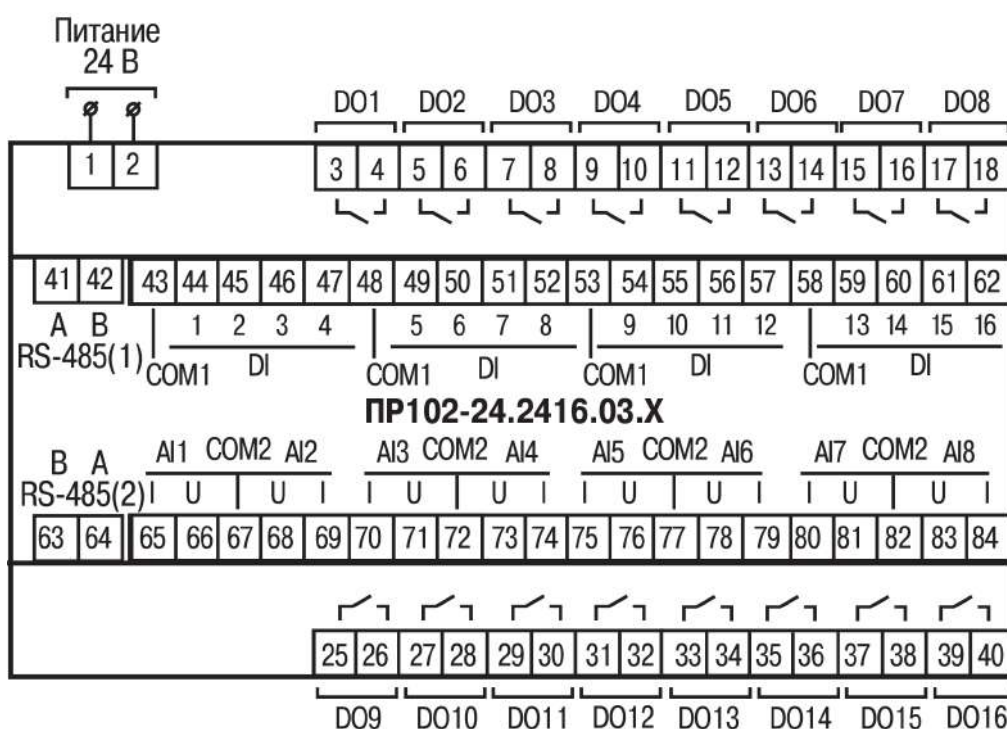 Питание
24 В
DO1 DO2 DO3 DO4 DO5 DO6 DO7 DO8
1 2 3 4 5 6 7 8 9 10 11 12 13 14 15 16 17 18
41 42 43 44 45 46 47 48 49 50 51 52 53 54 55 56 57 58 59 60 61 62
A B 1 2 3 4 5 6 7 8 9 10 11 12 13 14 15 16
RS-485(1) COM1 DI COM1 DI COM1 DI COM1 DI
ПР102-24.2416.03.X
B A AI1 COM2 AI2 AI3 COM2 AI4 AI5 COM2 AI6 AI7 COM2 AI8
RS-485(2) I U U I I U U I I U U I I U U I
63 64 65 66 67 68 69 70 71 72 73 74 75 76 77 78 79 80 81 82 83 84
25 26 27 28 29 30 31 32 33 34 35 36 37 38 39 40
DO9 DO10 DO11 DO12 DO13 DO14 DO15 DO16